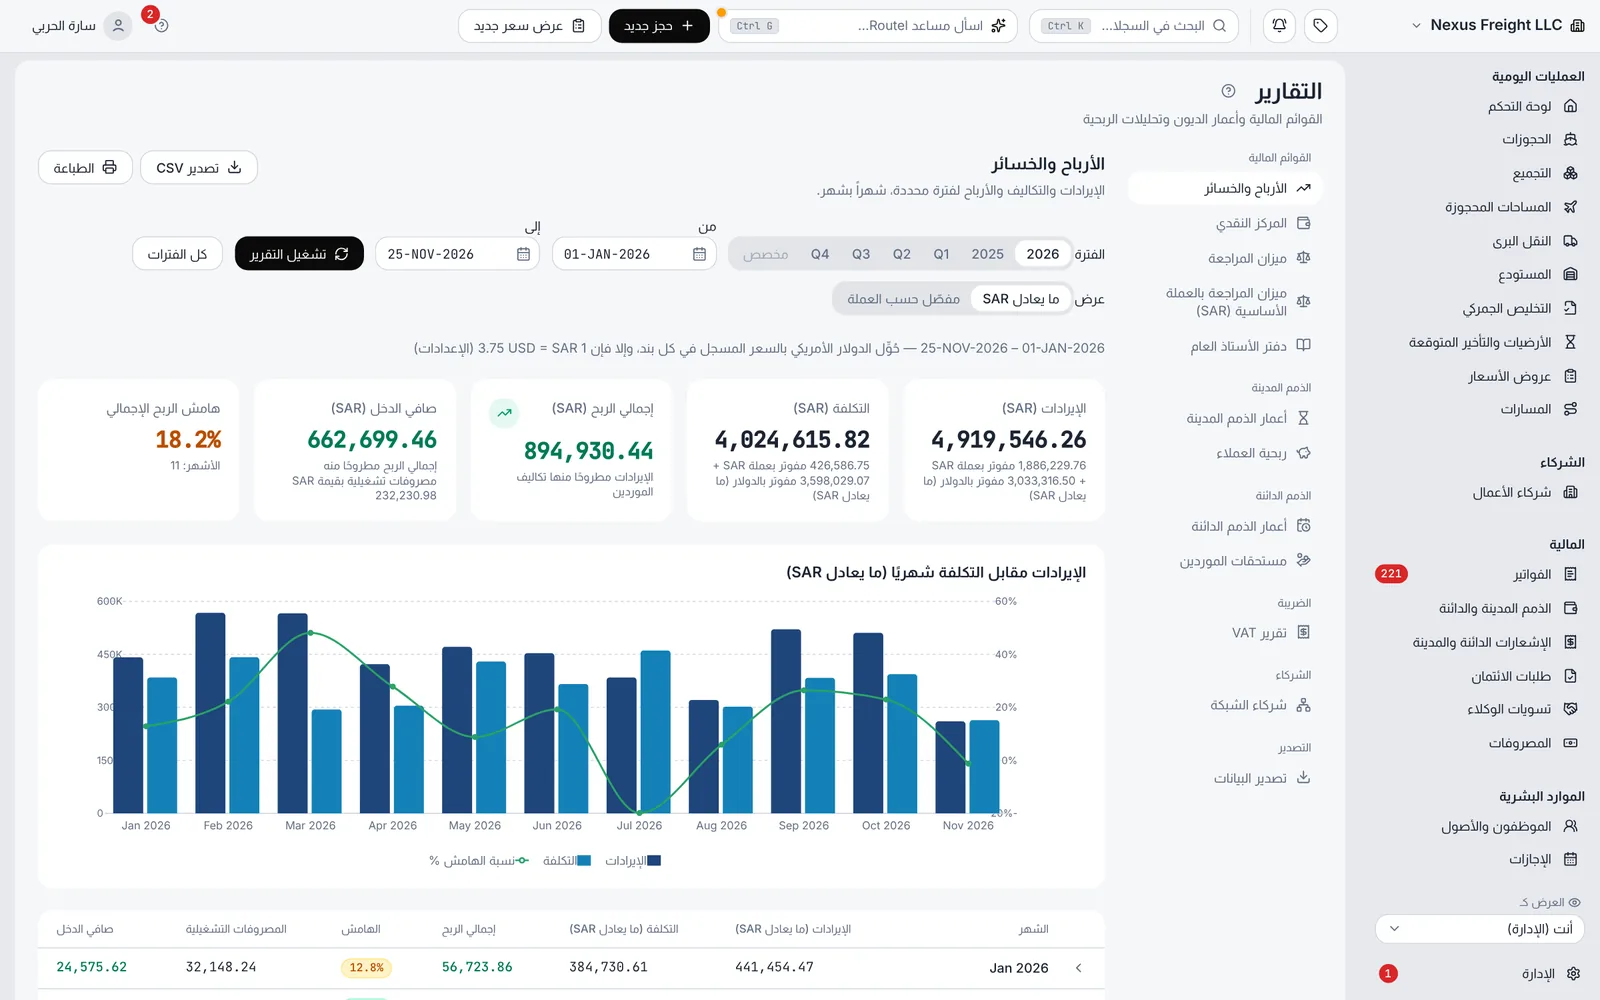 Nexus Freight LLC
البحث في السجلا...
Ctrl K
اسأل مساعد Routel...
Ctrl G
حجز جديد
عرض سعر جديد
2
سارة الحربي
العمليات اليومية
لوحة التحكم
الحجوزات
التجميع
المساحات المحجوزة
النقل البري
المستودع
التخليص الجمركي
الأرضيات والتأخير المتوقعة
عروض الأسعار
المسارات
الشركاء
شركاء الأعمال
المالية
الفواتير
221
الذمم المدينة والدائنة
الإشعارات الدائنة والمدينة
طلبات الائتمان
تسويات الوكلاء
المصروفات
الموارد البشرية
الموظفون والأصول
الإجازات
العرض كـ
أنت (الإدارة)
الإدارة
1
التقارير
القوائم المالية وأعمار الديون وتحليلات الربحية
القوائم المالية
الأرباح والخسائر
المركز النقدي
ميزان المراجعة
ميزان المراجعة بالعملة
الأساسية (SAR)
دفتر الأستاذ العام
الذمم المدينة
أعمار الذمم المدينة
ربحية العملاء
الذمم الدائنة
أعمار الذمم الدائنة
مستحقات الموردين
الضريبة
تقرير VAT
الشركاء
شركاء الشبكة
التصدير
تصدير البيانات
الأرباح والخسائر
الإيرادات والتكاليف والأرباح لفترة محددة، شهراً بشهر.
تصدير CSV
الطباعة
من
إلى
الفترة
2026
2025
Q1
Q2
Q3
Q4
مخصص
01-JAN-2026
25-NOV-2026
تشغيل التقرير
كل الفترات
عرض
ما يعادل SAR
مفصّل حسب العملة
01-JAN-2026 – 25-NOV-2026 — حُوِّل الدولار الأمريكي بالسعر المسجل في كل بند، وإلا فإن 1 USD = SAR 3.75 (الإعدادات)
الإيرادات (SAR)
4,919,546.26
1,886,229.76 مفوتر بعملة SAR
+ 3,033,316.50 مفوتر بالدولار (ما
يعادل SAR)
التكلفة (SAR)
4,024,615.82
426,586.75 مفوتر بعملة SAR +
3,598,029.07 مفوتر بالدولار (ما
يعادل SAR)
إجمالي الربح (SAR)
894,930.44
الإيرادات مطروحًا منها تكاليف
الموردين
صافي الدخل (SAR)
662,699.46
إجمالي الربح مطروحًا منه
مصروفات تشغيلية بقيمة SAR
232,230.98
هامش الربح الإجمالي
18.2%
الأشهر: 11
الإيرادات مقابل التكلفة شهريًا (ما يعادل SAR)
600K
450K
300
150
0
60%
40%
20%
0%
20%-
Jan 2026
Feb 2026
Mar 2026
Apr 2026
May 2026
Jun 2026
Jul 2026
Aug 2026
Sep 2026
Oct 2026
Nov 2026
الإيرادات
التكلفة
نسبة الهامش %
الشهر
الإيرادات (ما يعادل SAR)
التكلفة (ما يعادل SAR)
إجمالي الربح
الهامش
المصروفات التشغيلية
صافي الدخل
Jan 2026
441,454.47
384,730.61
56,723.86
12.8%
32,148.24
24,575.62